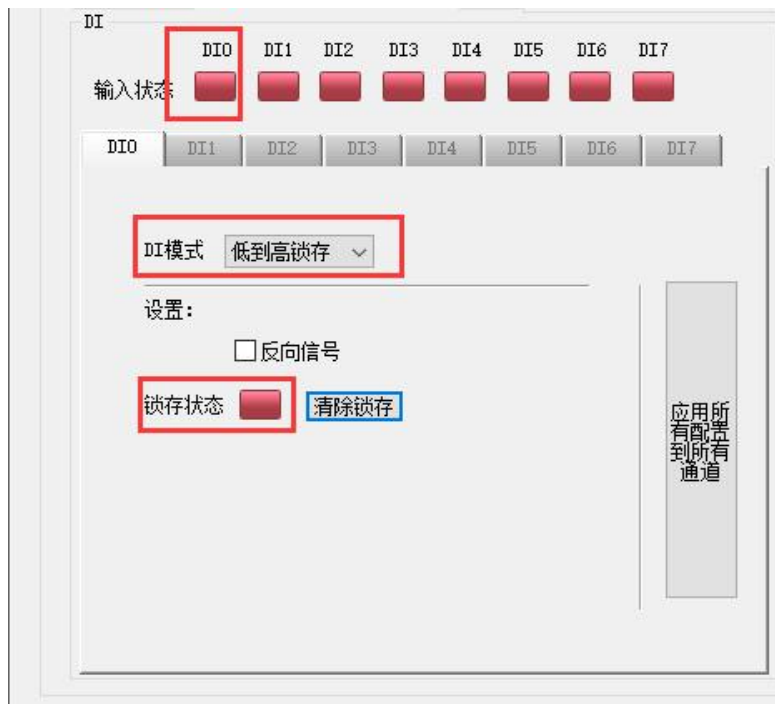 DI
DI0 DI1 DI2 DI3 DI4 DI5 DI6 DI7
输入状态
DI0 DI1 DI2 DI3 DI4 DI5 DI6 DI7
DI模式 低到高锁存
设置:
反向信号
锁存状态 清除锁存
应用所
有配置
到所有
通道